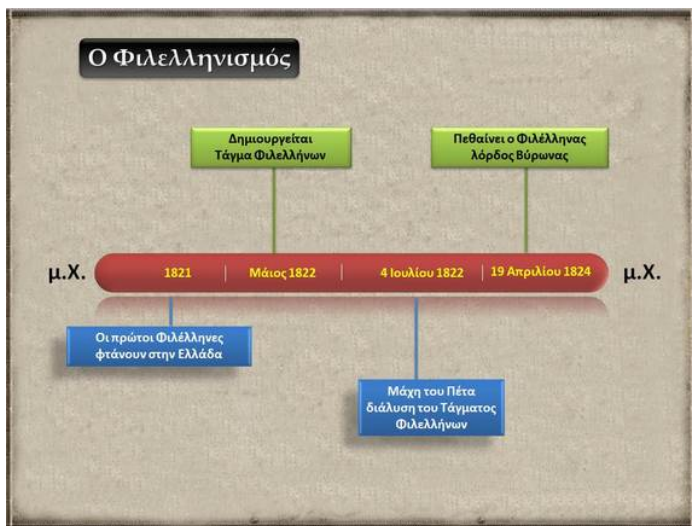 Ο Φιλελληνισμός
Δημιουργείται
Τάγμα Φιλελλήνων
Πεθαίνει ο Φιλέλληνας
λόρδος Βύρωνας
μ.Χ. 1821 Μάιος 1822 4 Ιουλίου 1822 19 Απριλίου 1824 μ.Χ.
Οι πρώτοι Φιλέλληνες
φτάνουν στην Ελλάδα
Μάχη του Πέτα
διάλυση του Τάγματος
Φιλελλήνων